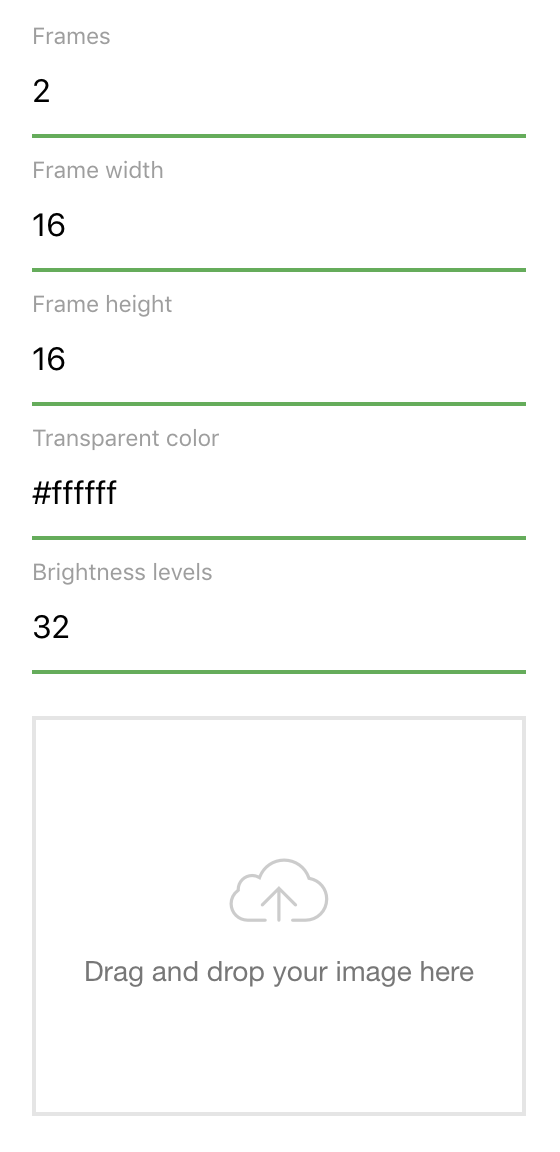 Frames
2
Frame width
16
Frame height
16
Transparent color
#ffffff
Brightness levels
32
Drag and drop your image here